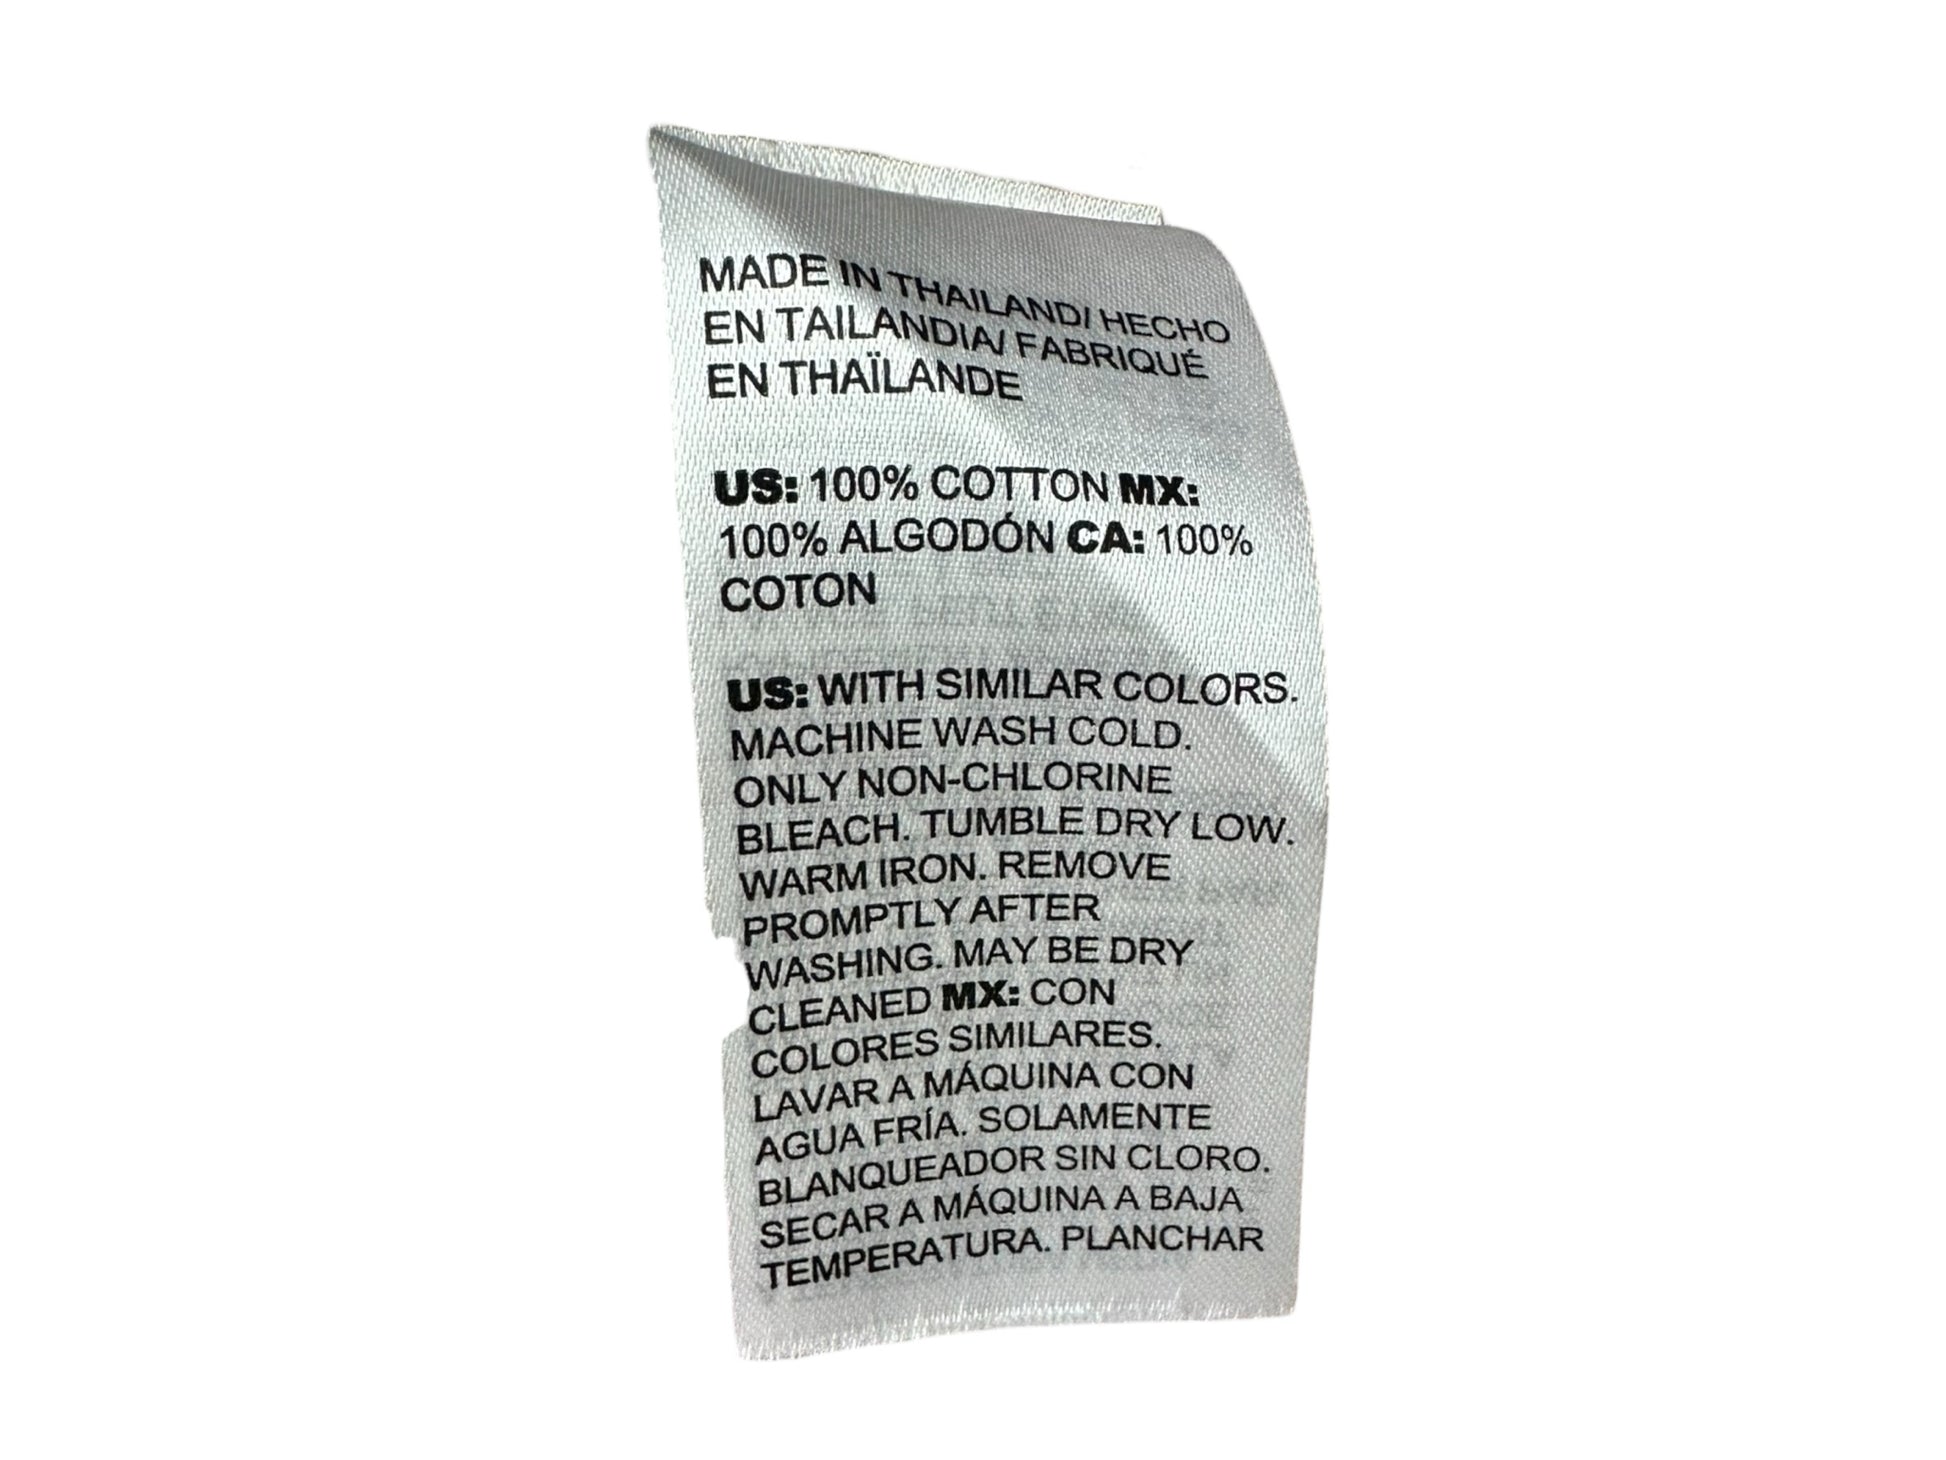 MADE IN THAILAND/ HECHO
EN TAILANDIA/ FABRIQUÉ
EN THAÏLANDE
US: 100% COTTON MX:
100% ALGODÓN CA: 100%
COTON
US: WITH SIMILAR COLORS.
MACHINE WASH COLD.
ONLY NON-CHLORINE
BLEACH. TUMBLE DRY LOW.
WARM IRON. REMOVE
PROMPTLY AFTER
WASHING. MAY BE DRY
CLEANED MX: CON
COLORES SIMILARES.
LAVAR A MÁQUINA CON
AGUA FRÍA. SOLAMENTE
BLANQUEADOR SIN CLORO.
SECAR A MÁQUINA A BAJA
TEMPERATURA. PLANCHAR